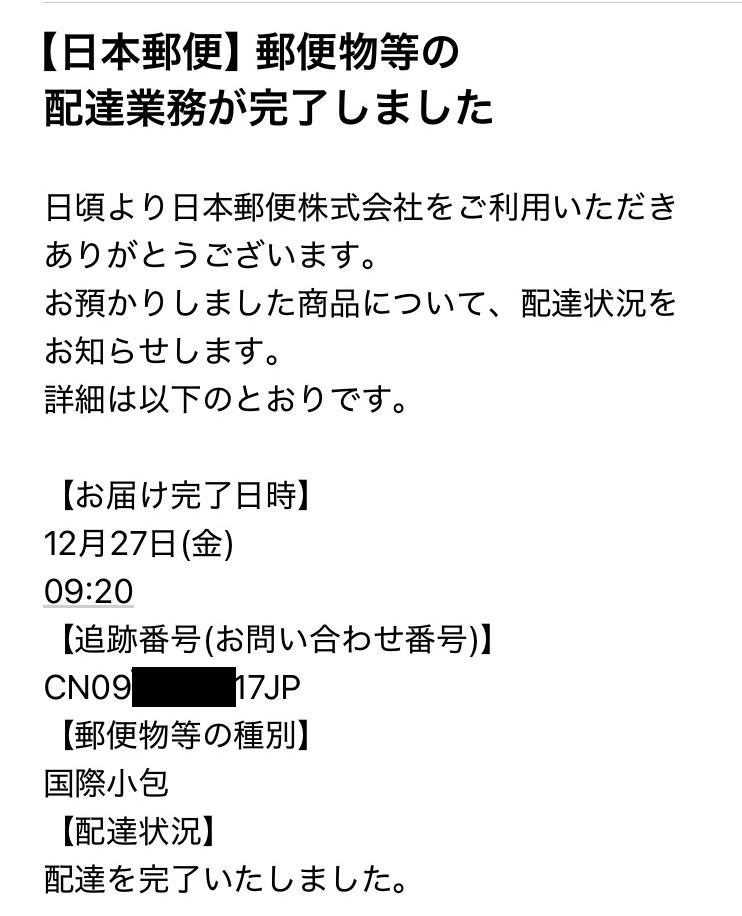 【日本郵便】郵便物等の
配達業務が完了しました
日頃より日本郵便株式会社をご利用いただき
ありがとうございます。
お預かりしました商品について、配達状況を
お知らせします。
詳細は以下のとおりです。
【お届け完了日時】
12月27日(金)
09:20
【追跡番号(お問い合わせ番号)】
CN09 17JP
【郵便物等の種別】
国際小包
【配達状況】
配達を完了いたしました。